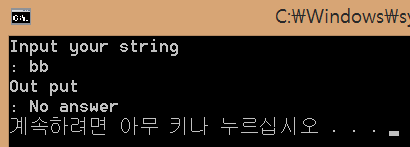 C:\Windows\sy
Input your string
: bb
Out put
: No answer
계속하려면 아무 키나 누르십시오 . . .